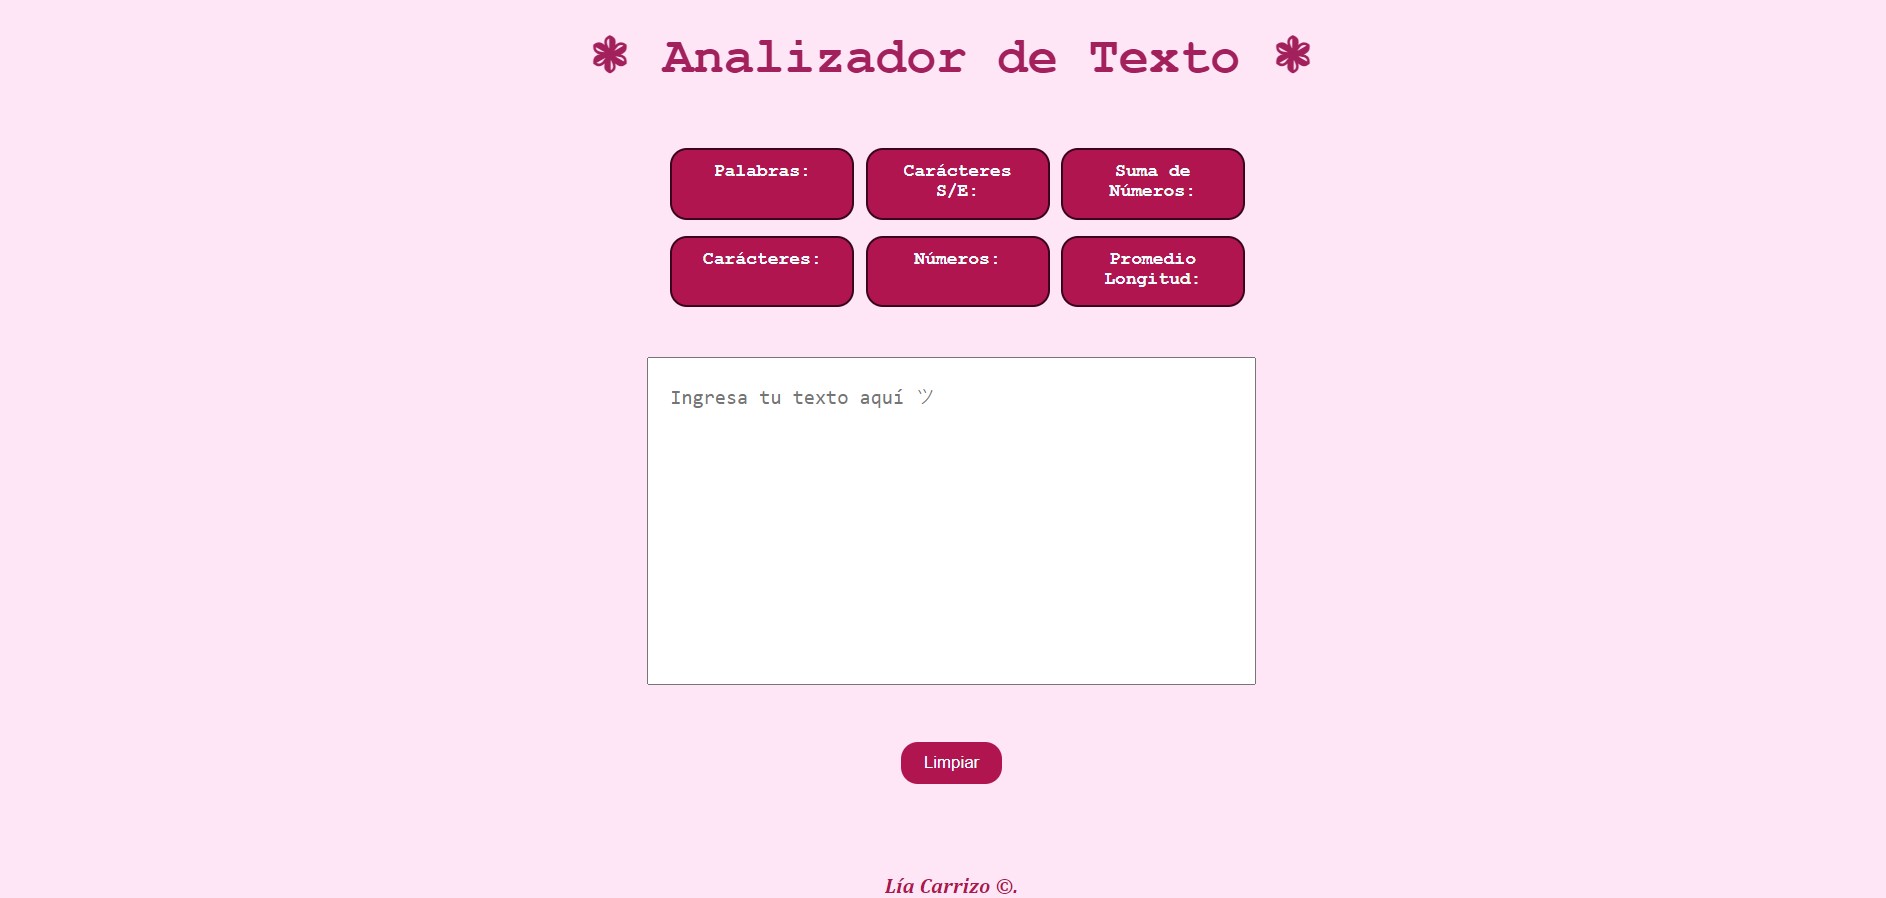 ❃ Analizador de Texto ❃
Palabras:
Carácteres
S/E:
Suma de
Números:
Carácteres:
Números:
Promedio
Longitud:
Ingresa tu texto aquí ツ
Limpiar
Lía Carrizo ©.